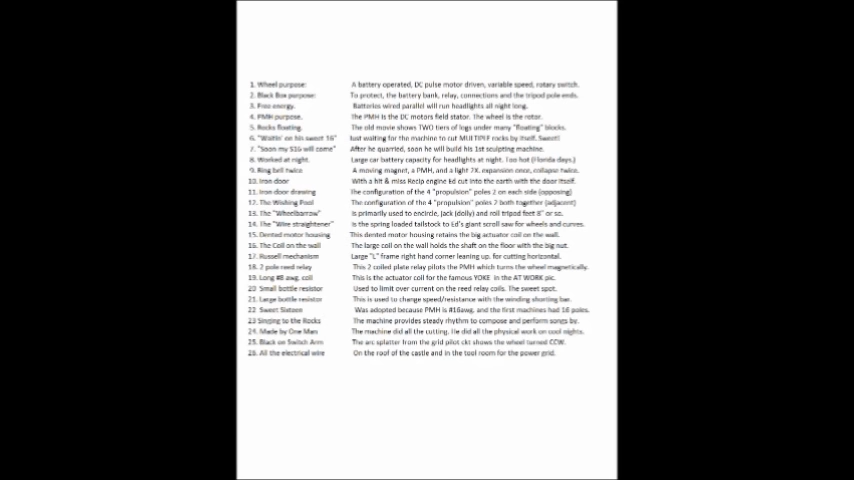 1. Wheel purpose: A battery operated, DC pulse motor driven, variable speed, rotary switch.
2. Black Box purpose: To protect, the battery bank, relay, connections and the tripod pole ends.
3. Free energy. Batteries wired parallel will run headlights all night long.
4. PMH purpose. The PMH is the DC motors field stator. The wheel is the rotor.
5. Rocks floating. The old movie shows TWO tiers of legs under many "floating" blocks.
6. "Waitin' on his sweet 16" Just waiting for the machine to cut MULTIPLE rocks by itself. Sweet!
7. "Soon my S16 will come" After he quarried, soon he will build his 1st sculpting machine.
8. Worked at night. Large car battery capacity for headlights at night. Too hot (Florida days.)
9. Ring bell twice A moving magnet, a PMH, and a light 2X. expansion once, collapse twice.
10. Iron door With a hit & miss Recip engine Ed cut into the earth with the door itself.
11. Iron door drawing The configuration of the 4 "propulsion" poles 2 on each side (opposing)
12. The Wishing Pool The configuration of the 4 "propulsion" poles 2 both together (adjacent)
13. The "Wheelbarrow" is primarily used to encircle, jack (dolly) and roll tripod feet 8" or so.
14. The "Wire straightener" is the spring loaded tailstock to Ed's giant scroll saw for wheels and curves.
15. Dented motor housing This dented motor housing retains the big actuator coil on the wall.
16. The Coil on the wall The large coil on the wall holds the shaft on the floor with the big nut.
17. Russell mechanism Large "L" frame right hand corner leaning up, for cutting horizontal.
18. 2 pole reed relay This 2 coiled plate relay pilots the PMH which turns the wheel magnetically.
19. Long #8 awg. coil This is the actuator coil for the famous YOKE in the AT WORK pic.
20 Small bottle resistor Used to limit over current on the reed relay coils. The sweet spot.
21. Large bottle resistor This is used to change speed/resistance with the winding shorting bar.
22 Sweet Sixteen Was adopted because PMH is #16awg. and the first machines had 16 poles.
23 Singing to the Rocks The machine provides steady rhythm to compose and perform songs by.
24. Made by One Man The machine did all the cutting. He did all the physical work on cool nights.
25. Black on Switch Arm The arc splatter from the grid pilot ckt shows the wheel turned CCW.
26. All the electrical wire On the roof of the castle and in the tool room for the power grid.